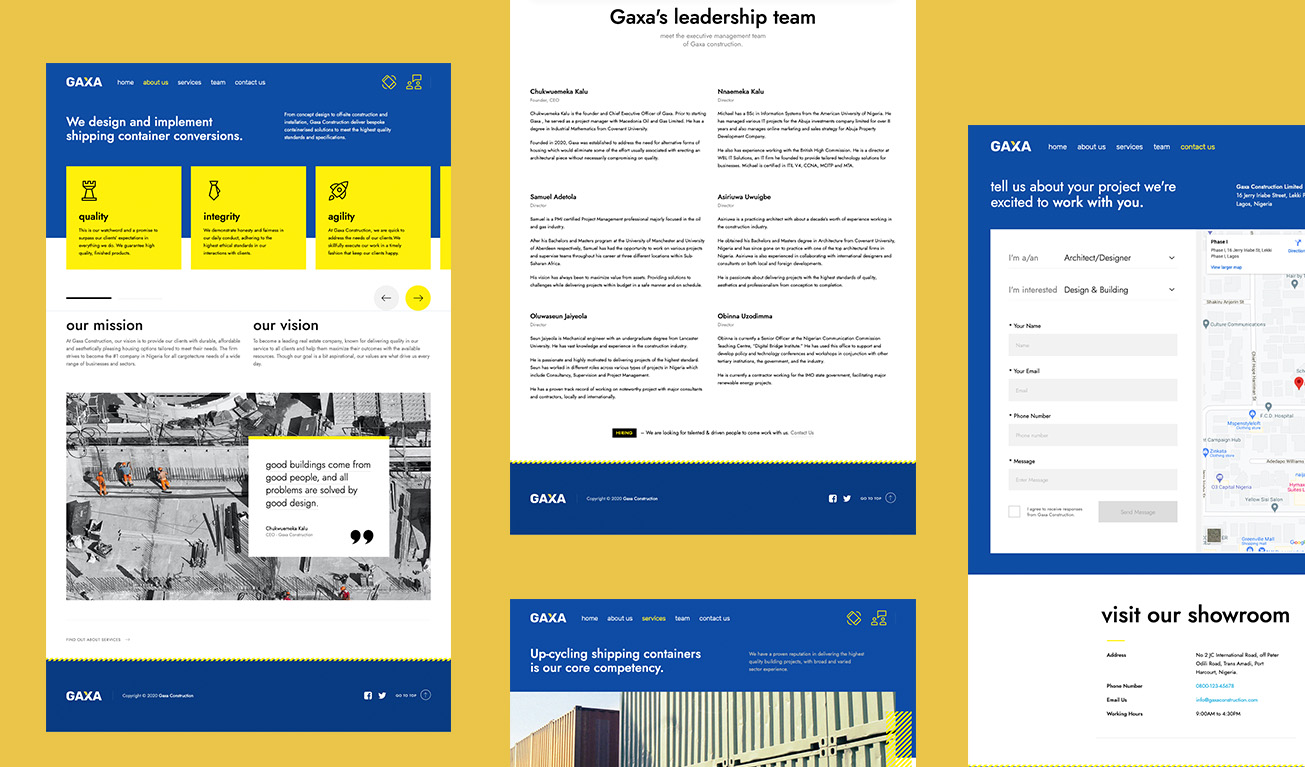 GAXA
home about us services team contact us
We design and implement
shipping container conversions.
From concept design to off-site construction and
installation, Gaxa Construction deliver bespoke
containerised solutions to meet the highest quality
standards and specifications.
quality
This is our watchword and a promise to
surpase our clients' expectations in
everything we do. We guarantee high
quality, finished products.
integrity
We demonstrate honesty and fairness in
our daily conduct, adhering to the
highest ethical standards in our
interactions with clients.
agility
At Gaxa Construction, we are quick to
address the needs of our clients.We
skillfully execute our work in a timely
fashion that keep our clients happy.
our mission
At Gaxa Construction, our vision is to provide our clients with durable, affordable
and aesthetically pleasing housing options tailored to meet their needs. The firm
strives to become the #1 company in Nigeria for all cargotecture needs of a wide
range of businesses and sectors.
our vision
To become a leading real estate company, known for delivering quality in our
service to all clients and help them maximize their outcomes with the available
resources. Though our goal is bit aspirational, our values are what drive us every
day.
good buildings come from
good people, and all
problems are solved by
good design.
Chukwuemeka Kalu
CEO - Gaxa Construction
FIND OUT ABOUT SERVICES
GAXA
Copyright © 2020 Gaxa Construction
GO TO TOP
Gaxa's leadership team
meet the executive management team
of Gaxa construction.
Chukwuemeka Kalu
Founder, CEO
Chukwuemeka Kalu is the founder and Chief Executive Officer of Gaxa. Prior to starting
Gaxa , he served as a project manager with Macedonia Oil and Gas Limited. He has a
degree in Industrial Mathematics from Covenant University.
Founded in 2020, Gaxa was established to address the need for alternative forms of
housing which would eliminate some of the effort usually associated with erecting an
architectural piece without necessarily compromising on quality.
Nnaemeka Kalu
Director
Michael has a BSc in Information Systems from the American University of Nigeria. He
has managed various IT projects for the Abuja investments company limited for over 8
years and also manages online marketing and sales strategy for Abuja Property
Development Company.
He also has experience working with the British High Commission. He is a director at
WEL IT Solutions, an IT Firm he founded to provide tailored technology solutions for
businesses. Michael is certified in ITIL V4, CCNA, MCITP and MTA.
Samuel Adetola
Director
Samuel is a PMI certified Project Management professional majorly focused in the oil
and gas industry.
After his Bachelors and Masters program at the University of Manchester and University
of Aberdeen respectively, Samuel had the opportunity to work on various projects
and supervise teams throughout his career at three different locations within Sub-
Saharan Africa.
His vision has always been to maximize value from assets. Providing solutions to
challenges while delivering projects within budget in a safe manner and on schedule.
Asiriuwa Uwuigbe
Director
Asiriuwa is a practicing architect with about a decade's worth of experience working in
the construction industry.
He obtained his Bachelors and Masters degree in Architecture from Covenant University,
Nigeria and has since gone on to practice with one of the big architectural firms in
Nigeria. Asiruwa is also experienced in collaborating with international designers and
consultants on both local and foreign developments.
He is passionate about delivering projects with the highest standards of quality,
aesthetics and professionalism from conception to completion.
Oluwaseun Jaiyeola
Director
Seun Jaiyeola is Mechanical engineer with an undergraduate degree from Lancaster
University. He has vast knowledge and experience in the construction industry.
He is passionate and highly motivated to delivering projects of the highest standard.
Seun has worked in different roles across various types of projects in Nigeria which
include Consultancy, Supervision and Project Management.
He has a proven track record of working on noteworthy project with major consultants
and contractors, locally and internationally.
Obinna Uzodimma
Director
Obinna is currently a Senior Officer at the Nigerian Communication Commission
Teaching Centre, "Digital Bridge Institute." He has used this office to support and
develop policy and technology conferences and workshops in conjunction with other
tertiary institutions, the government, and the industry.
He is currently a contractor working for the IMO state government, facilitating major
renewable energy projects.
HIRING – We are looking for talented & driven people to come work with us. Contact Us
GAXA
Copyright © 2020 Gaxa Construction
GO TO TOP
GAXA
home about us services team contact us
Up-cycling shipping containers
is our core competency.
We have a proven reputation in delivering the highest
quality building projects, with broad and varied
sector experience.
GAXA
home about us services team contact us
tell us about your project we're
excited to work with you.
Gaxa Construction Limited
16 Jerry Iriabe Street, Lekki
Lagos, Nigeria
I'm a/an Architect/Designer
I'm interested Design & Building
* Your Name
Name
* Your Email
Email
* Phone Number
Phone number
* Message
Enter Message
I agree to receive responses
from Gaxa Construction.
Send Message
Phase I
Phase I, 16 Jerry Iriabe St, Lekki
Phase I, Lagos
Direction
View larger map
Shakiru Anjorin St
Culture Communications
F.C.D. Hospital
Mypenstyleloft
Clothing store
t Campaign Hub
Zinkata
Clothing store
Adedapo Williams
G3 Capital Nigeria
Yellow Sisi Salon
Greenville Mall
Shopping mall
visit our showroom
Address
No 2 JC International Road, off Peter
Odili Road, Trans Amadi, Port
Harcourt, Nigeria.
Phone Number
0800-123-45678
Email Us
info@gaxaconstruction.com
Working Hours
9:00AM to 4:30PM